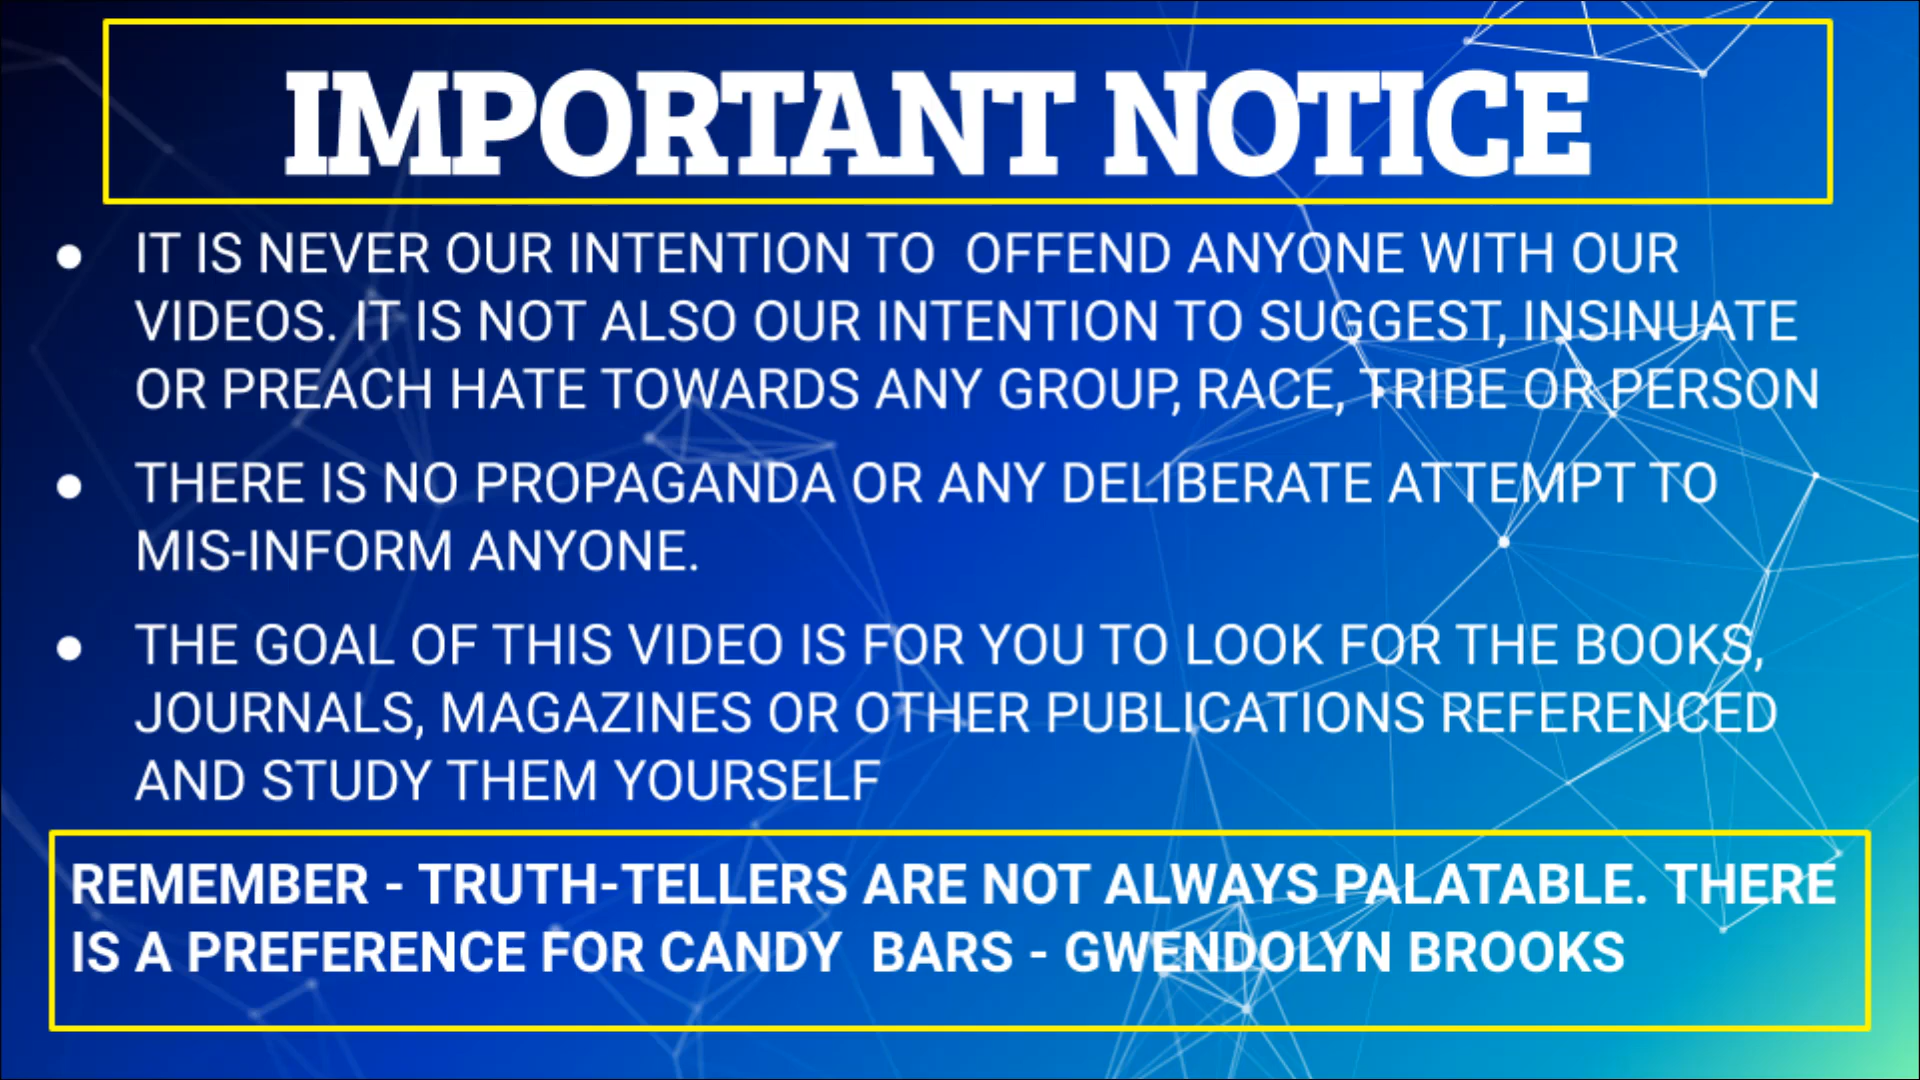 IMPORTANT NOTICE
● IT IS NEVER OUR INTENTION TO  OFFEND ANYONE WITH OUR
VIDEOS. IT IS NOT ALSO OUR INTENTION TO SUGGEST, INSINUATE
OR PREACH HATE TOWARDS ANY GROUP, RACE, TRIBE OR PERSON
● THERE IS NO PROPAGANDA OR ANY DELIBERATE ATTEMPT TO
MIS-INFORM ANYONE.
● THE GOAL OF THIS VIDEO IS FOR YOU TO LOOK FOR THE BOOKS,
JOURNALS, MAGAZINES OR OTHER PUBLICATIONS REFERENCED
AND STUDY THEM YOURSELF
REMEMBER - TRUTH-TELLERS ARE NOT ALWAYS PALATABLE. THERE
IS A PREFERENCE FOR CANDY  BARS - GWENDOLYN BROOKS